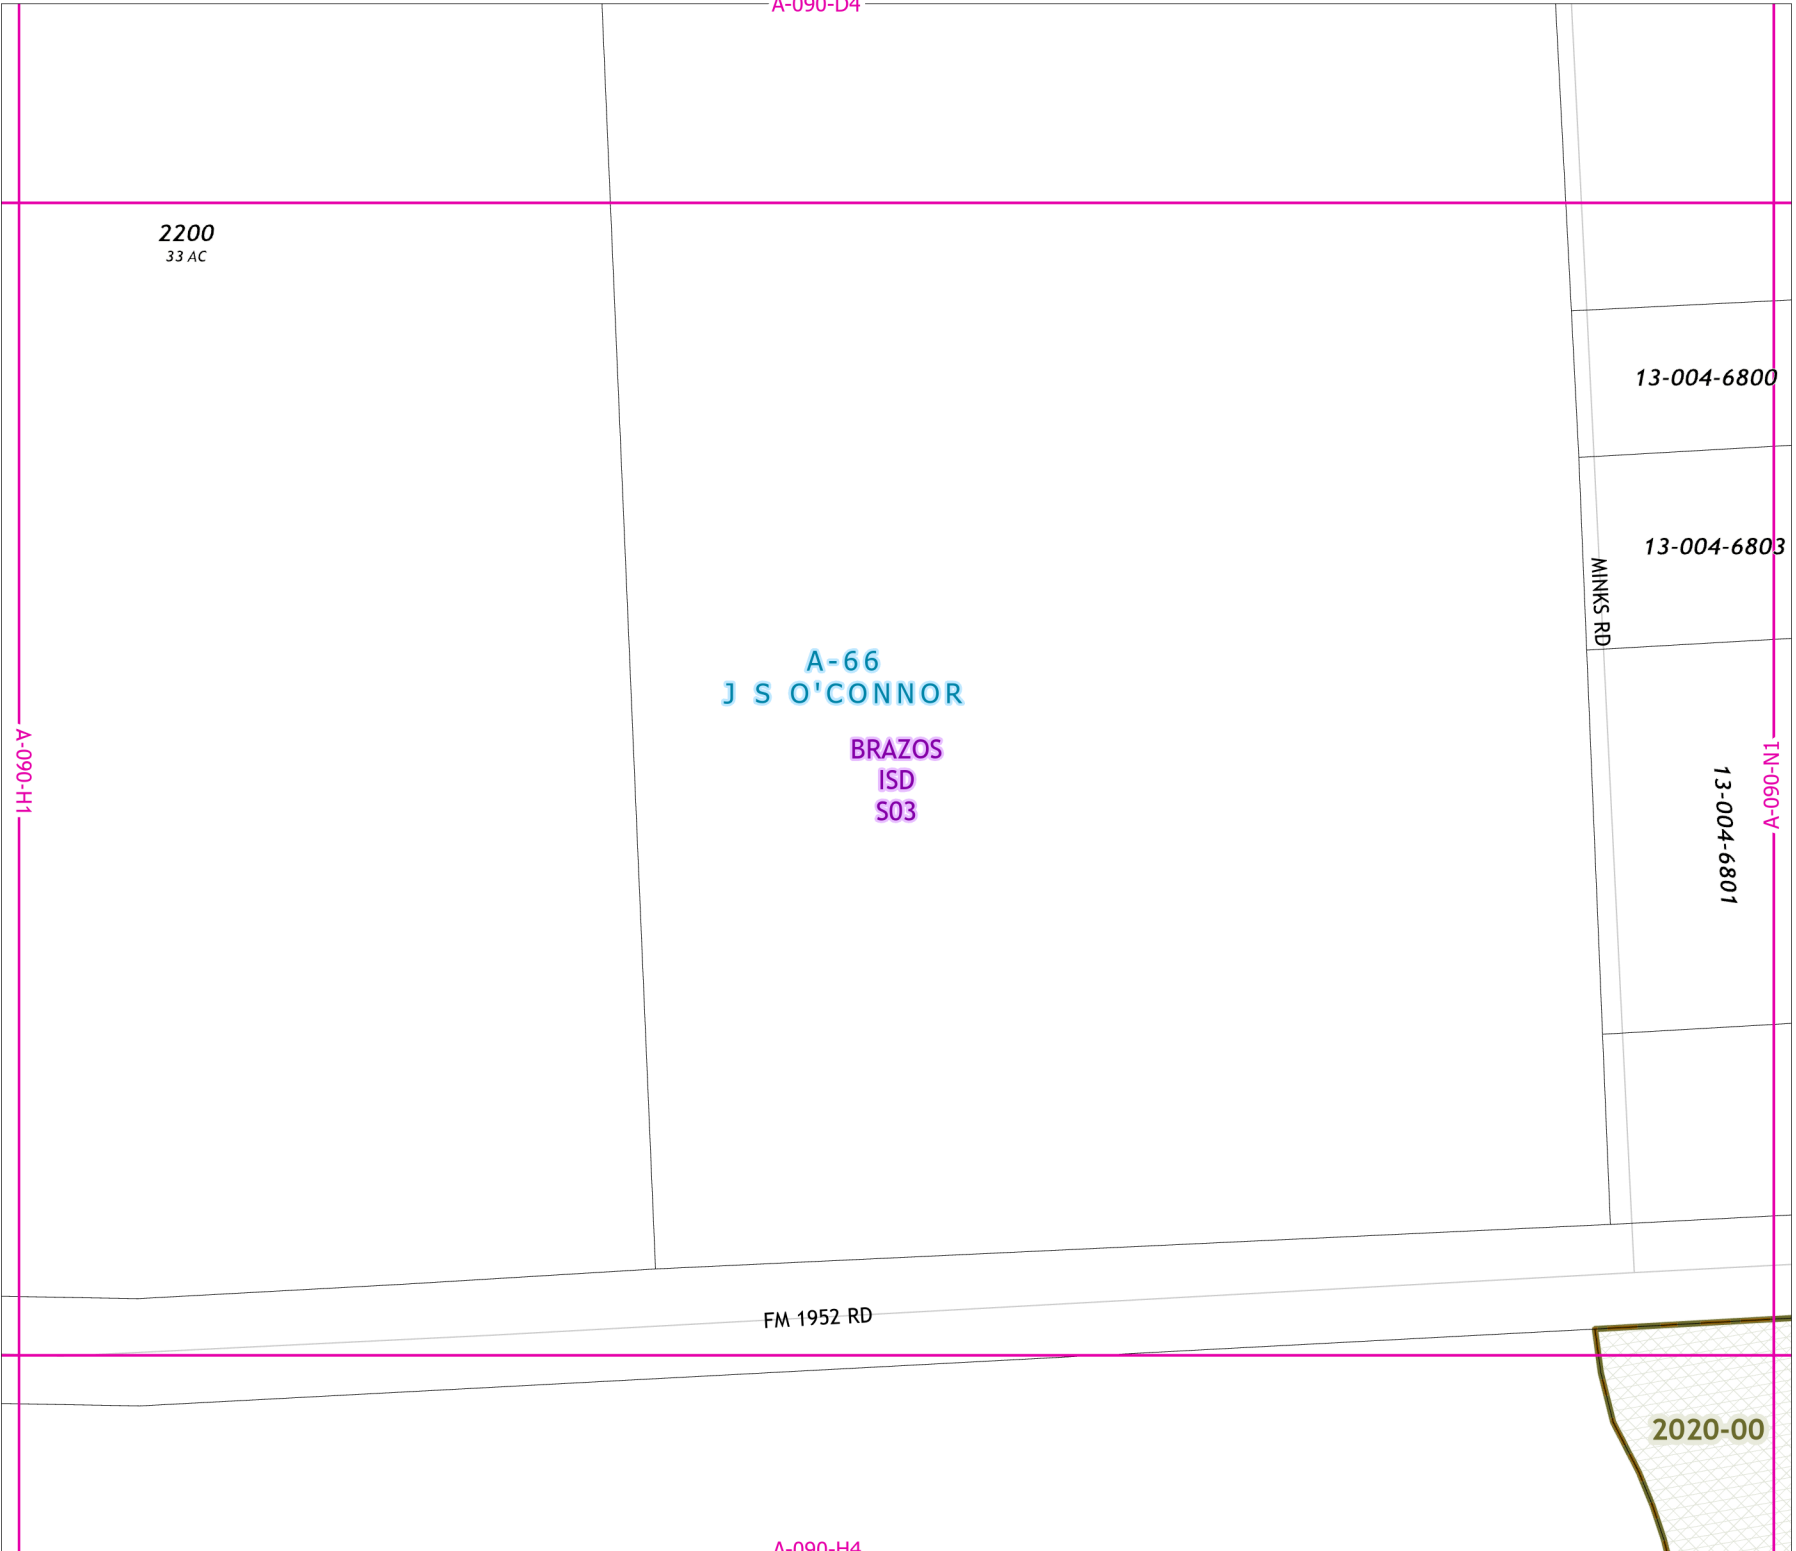 A-090-D4
2200
33 AC
13-004-6800
13-004-6803
MINKS RD
A-66
J S O'CONNOR
BRAZOS
ISD
S03
A-090-H1
A-090-N1
13-004-6801
FM 1952 RD
2020-00
A-090-H4